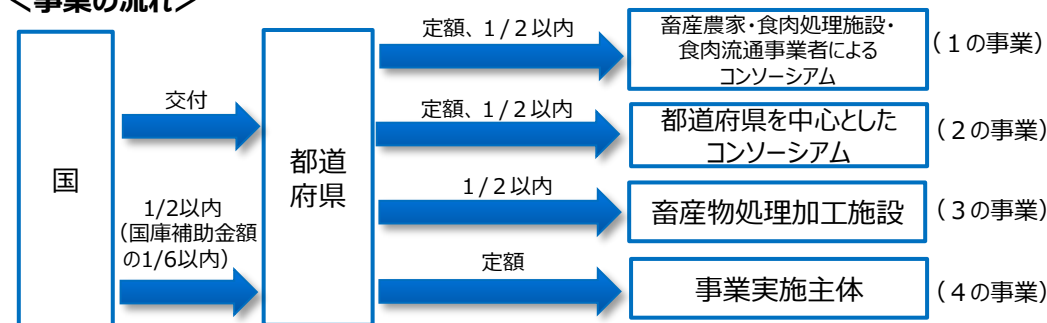 ＜事業の流れ＞
国
交付
1/2以内
（国庫補助金額
の1/6以内）
都道
府県
定額、１/２以内
畜産農家・食肉処理施設・
食肉流通事業者による
コンソーシアム
（１の事業）
定額、１/２以内
都道府県を中心とした
コンソーシアム
（２の事業）
１/２以内
畜産物処理加工施設
（３の事業）
定額
事業実施主体
（４の事業）